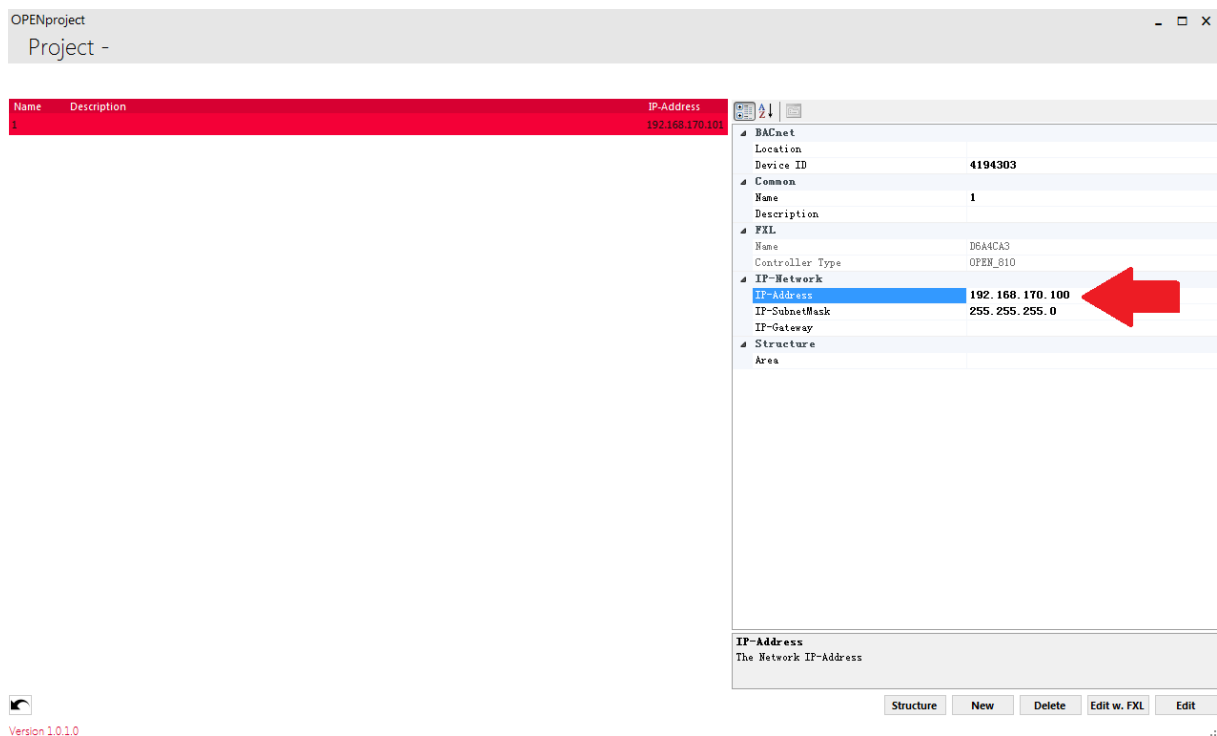 OPENproject
Project -
Name Description IP-Address
1 192.168.170.101
BACnet
Location
Device ID 4194303
Common
Name 1
Description
FXL
Name D6A4CA3
Controller Type OPEN_810
IP-Network
IP-Address 192.168.170.100
IP-SubnetMask 255.255.255.0
IP-Gateway
Structure
Area
IP-Address
The Network IP-Address
Structure New Delete Edit w. FXL Edit
Version 1.0.1.0